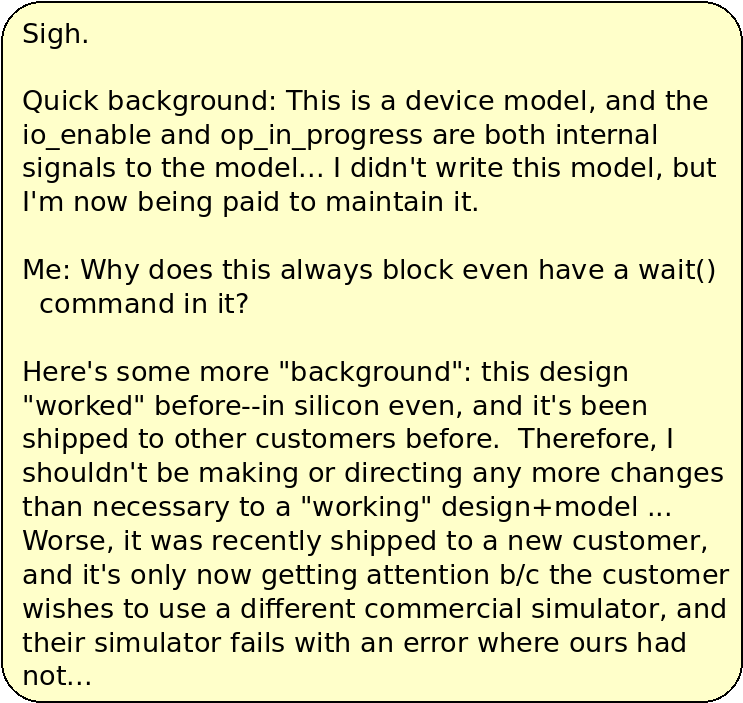 Sigh.
Quick background: This is a device model, and the
io_enable and op_in_progress are both internal
signals to the model... I didn't write this model, but
I'm now being paid to maintain it.
Me: Why does this always block even have a wait()
command in it?
Here's some more "background": this design
"worked" before--in silicon even, and it's been
shipped to other customers before.  Therefore, I
shouldn't be making or directing any more changes
than necessary to a "working" design+model ...
Worse, it was recently shipped to a new customer,
and it's only now getting attention b/c the customer
wishes to use a different commercial simulator, and
their simulator fails with an error where ours had
not...